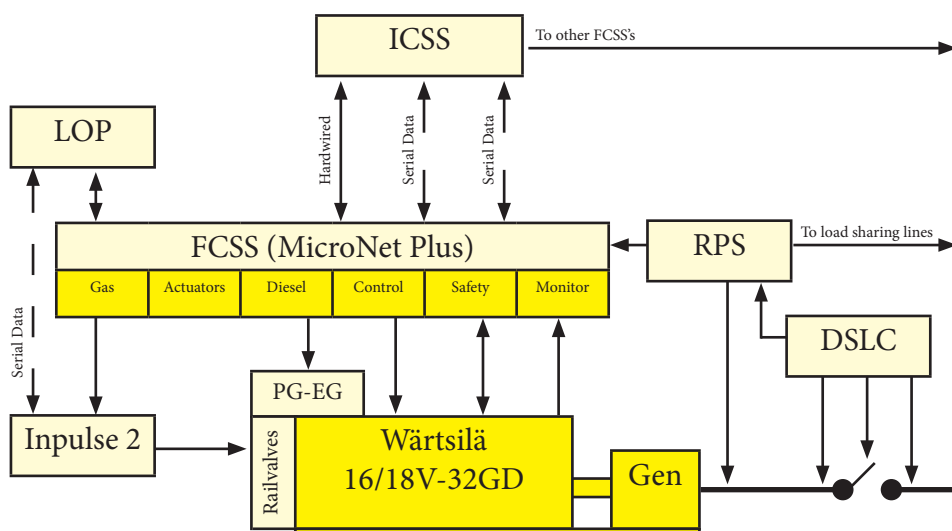 ICSS
To other FCSS's
LOP
Hardwired
Serial Data
Serial Data
FCSS (MicroNet Plus)
RPS
To load sharing lines
Gas
Actuators
Diesel
Control
Safety
Monitor
Serial Data
DSLC
PG-EG
Inpulse 2
Railvalves
Wärtsilä
16/18V-32GD
Gen